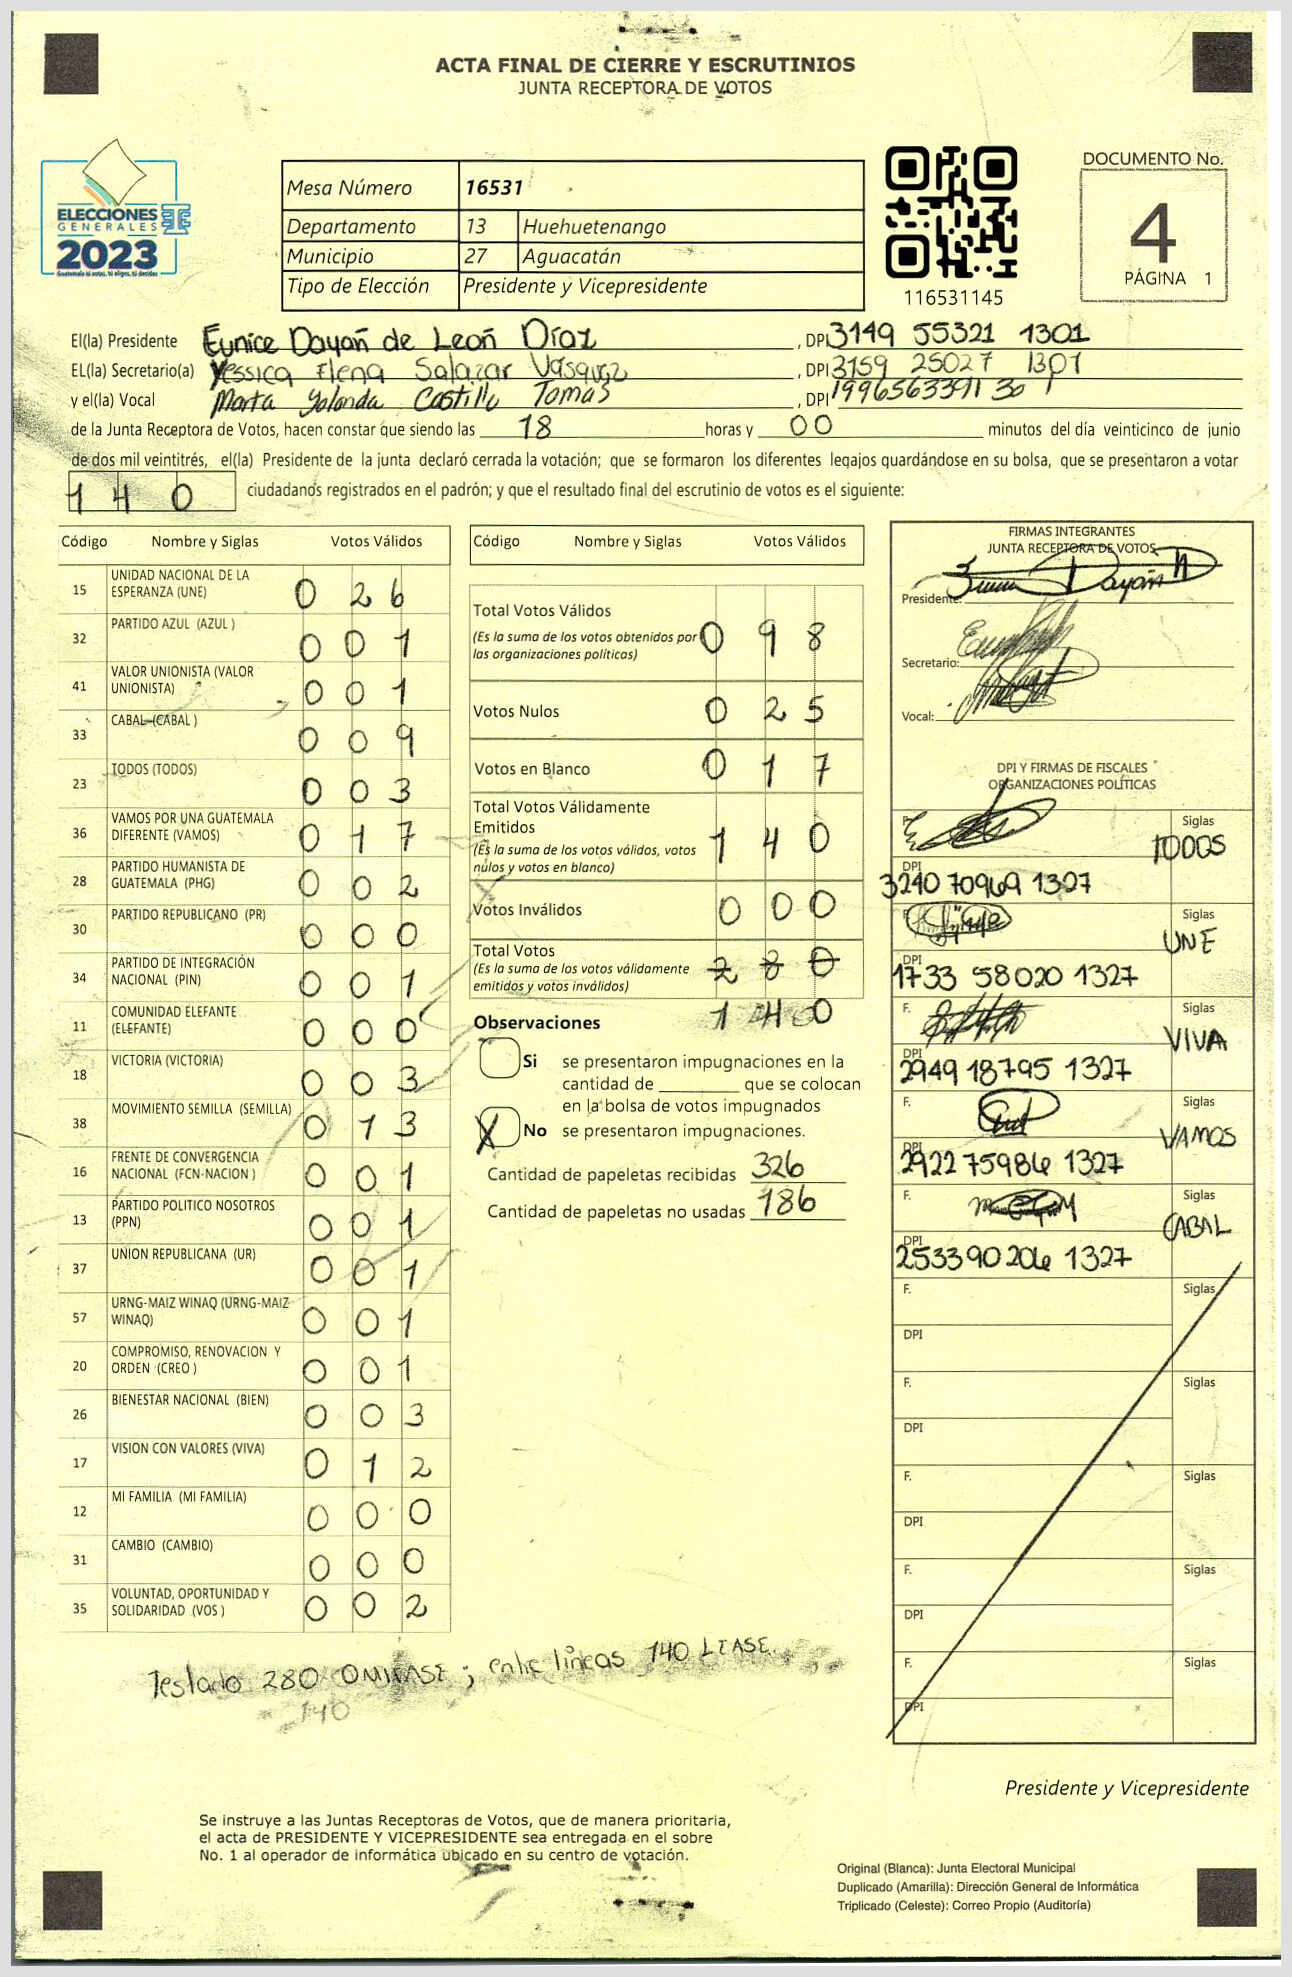 ACTA FINAL DE CIERRE Y ESCRUTINIOS
JUNTA RECEPTORA DE VOTOS
ELECCIONES
GENERALES
2023
Guatemala tú votas, tú eliges, tú decides
Mesa Número 16531
Departamento 13 Huehuetenango
Municipio 27 Aguacatán
Tipo de Elección Presidente y Vicepresidente
116531145
DOCUMENTO No.
4
PÁGINA 1
El(la) Presidente Eunice Dayañ de Leoñ Díaz, DPI 3149 55321 1301
EL(la) Secretario(a) Yessica Elena Salazar Vásquez, DPI 3159 25027 1301
y el(la) Vocal Marta Yolanda Castillo Tomas, DPI 1996563391301
de la Junta Receptora de Votos, hacen constar que siendo las 18 horas y 00 minutos del día veinticinco de junio
de dos mil veintitrés, el(la) Presidente de la junta declaró cerrada la votación; que se formaron los diferentes legajos guardándose en su bolsa, que se presentaron a votar
140 ciudadanos registrados en el padrón; y que el resultado final del escrutinio de votos es el siguiente:
Código Nombre y Siglas Votos Válidos
15 UNIDAD NACIONAL DE LA ESPERANZA (UNE) 0 2 6
32 PARTIDO AZUL (AZUL ) 0 0 1
41 VALOR UNIONISTA (VALOR UNIONISTA) 0 0 1
33 CABAL (CABAL ) 0 0 9
23 TODOS (TODOS) 0 0 3
36 VAMOS POR UNA GUATEMALA DIFERENTE (VAMOS) 0 1 7
28 PARTIDO HUMANISTA DE GUATEMALA (PHG) 0 0 2
30 PARTIDO REPUBLICANO (PR) 0 0 0
34 PARTIDO DE INTEGRACIÓN NACIONAL (PIN) 0 0 1
11 COMUNIDAD ELEFANTE (ELEFANTE) 0 0 0
18 VICTORIA (VICTORIA) 0 0 3
38 MOVIMIENTO SEMILLA (SEMILLA) 0 1 3
16 FRENTE DE CONVERGENCIA NACIONAL (FCN-NACION ) 0 0 1
13 PARTIDO POLITICO NOSOTROS (PPN) 0 0 1
37 UNION REPUBLICANA (UR) 0 0 1
57 URNG-MAIZ WINAQ (URNG-MAIZ WINAQ) 0 0 1
20 COMPROMISO, RENOVACION Y ORDEN (CREO ) 0 0 1
26 BIENESTAR NACIONAL (BIEN) 0 0 3
17 VISION CON VALORES (VIVA) 0 1 2
12 MI FAMILIA (MI FAMILIA) 0 0 0
31 CAMBIO (CAMBIO) 0 0 0
35 VOLUNTAD, OPORTUNIDAD Y SOLIDARIDAD (VOS ) 0 0 2
Código Nombre y Siglas Votos Válidos
Total Votos Válidos 0 9 8
(Es la suma de los votos obtenidos por
las organizaciones políticas)
Votos Nulos 0 2 5
Votos en Blanco 0 1 7
Total Votos Válidamente
Emitidos 1 4 0
(Es la suma de los votos válidos, votos
nulos y votos en blanco)
Votos Inválidos 0 0 0
Total Votos 2 8 0
(Es la suma de los votos válidamente
emitidos y votos inválidos)
1 4 0
Observaciones
Si se presentaron impugnaciones en la
cantidad de ________ que se colocan
en la bolsa de votos impugnados
X No se presentaron impugnaciones.
Cantidad de papeletas recibidas 326
Cantidad de papeletas no usadas 186
FIRMAS INTEGRANTES
JUNTA RECEPTORA DE VOTOS
Presidente:
Secretario:
Vocal:
DPI Y FIRMAS DE FISCALES
ORGANIZACIONES POLÍTICAS
F. Siglas
TODOS
DPI
3240 70969 1327
F. Siglas
UNE
DPI
1733 58020 1327
F. Siglas
VIVA
DPI
2949 18795 1327
F. Siglas
VAMOS
DPI
2922 75986 1327
F. Siglas
CABAL
DPI
2533 90206 1327
F. Siglas
DPI
F. Siglas
DPI
F. Siglas
DPI
F. Siglas
DPI
F. Siglas
DPI
Testado 280 OMITASE; entre líneas 140 LEASE.
140
Presidente y Vicepresidente
Se instruye a las Juntas Receptoras de Votos, que de manera prioritaria,
el acta de PRESIDENTE Y VICEPRESIDENTE sea entregada en el sobre
No. 1 al operador de informática ubicado en su centro de votación.
Original (Blanca): Junta Electoral Municipal
Duplicado (Amarilla): Dirección General de Informática
Triplicado (Celeste): Correo Propio (Auditoría)